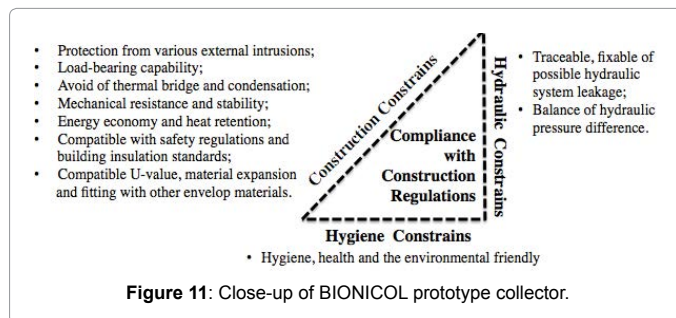 • Protection from various external intrusions;
• Load-bearing capability;
• Avoid of thermal bridge and condensation;
• Mechanical resistance and stability;
• Energy economy and heat retention;
• Compatible with safety regulations and
building insulation standards;
• Compatible U-value, material expansion
and fitting with other envelop materials.
Construction Constrains
Compliance
with
Construction
Regulations
Hydraulic Constrains
• Traceable, fixable of
possible hydraulic
system leakage;
• Balance of hydraulic
pressure difference.
Hygiene Constrains
• Hygiene, health and the environmental friendly
Figure 11: Close-up of BIONICOL prototype collector.